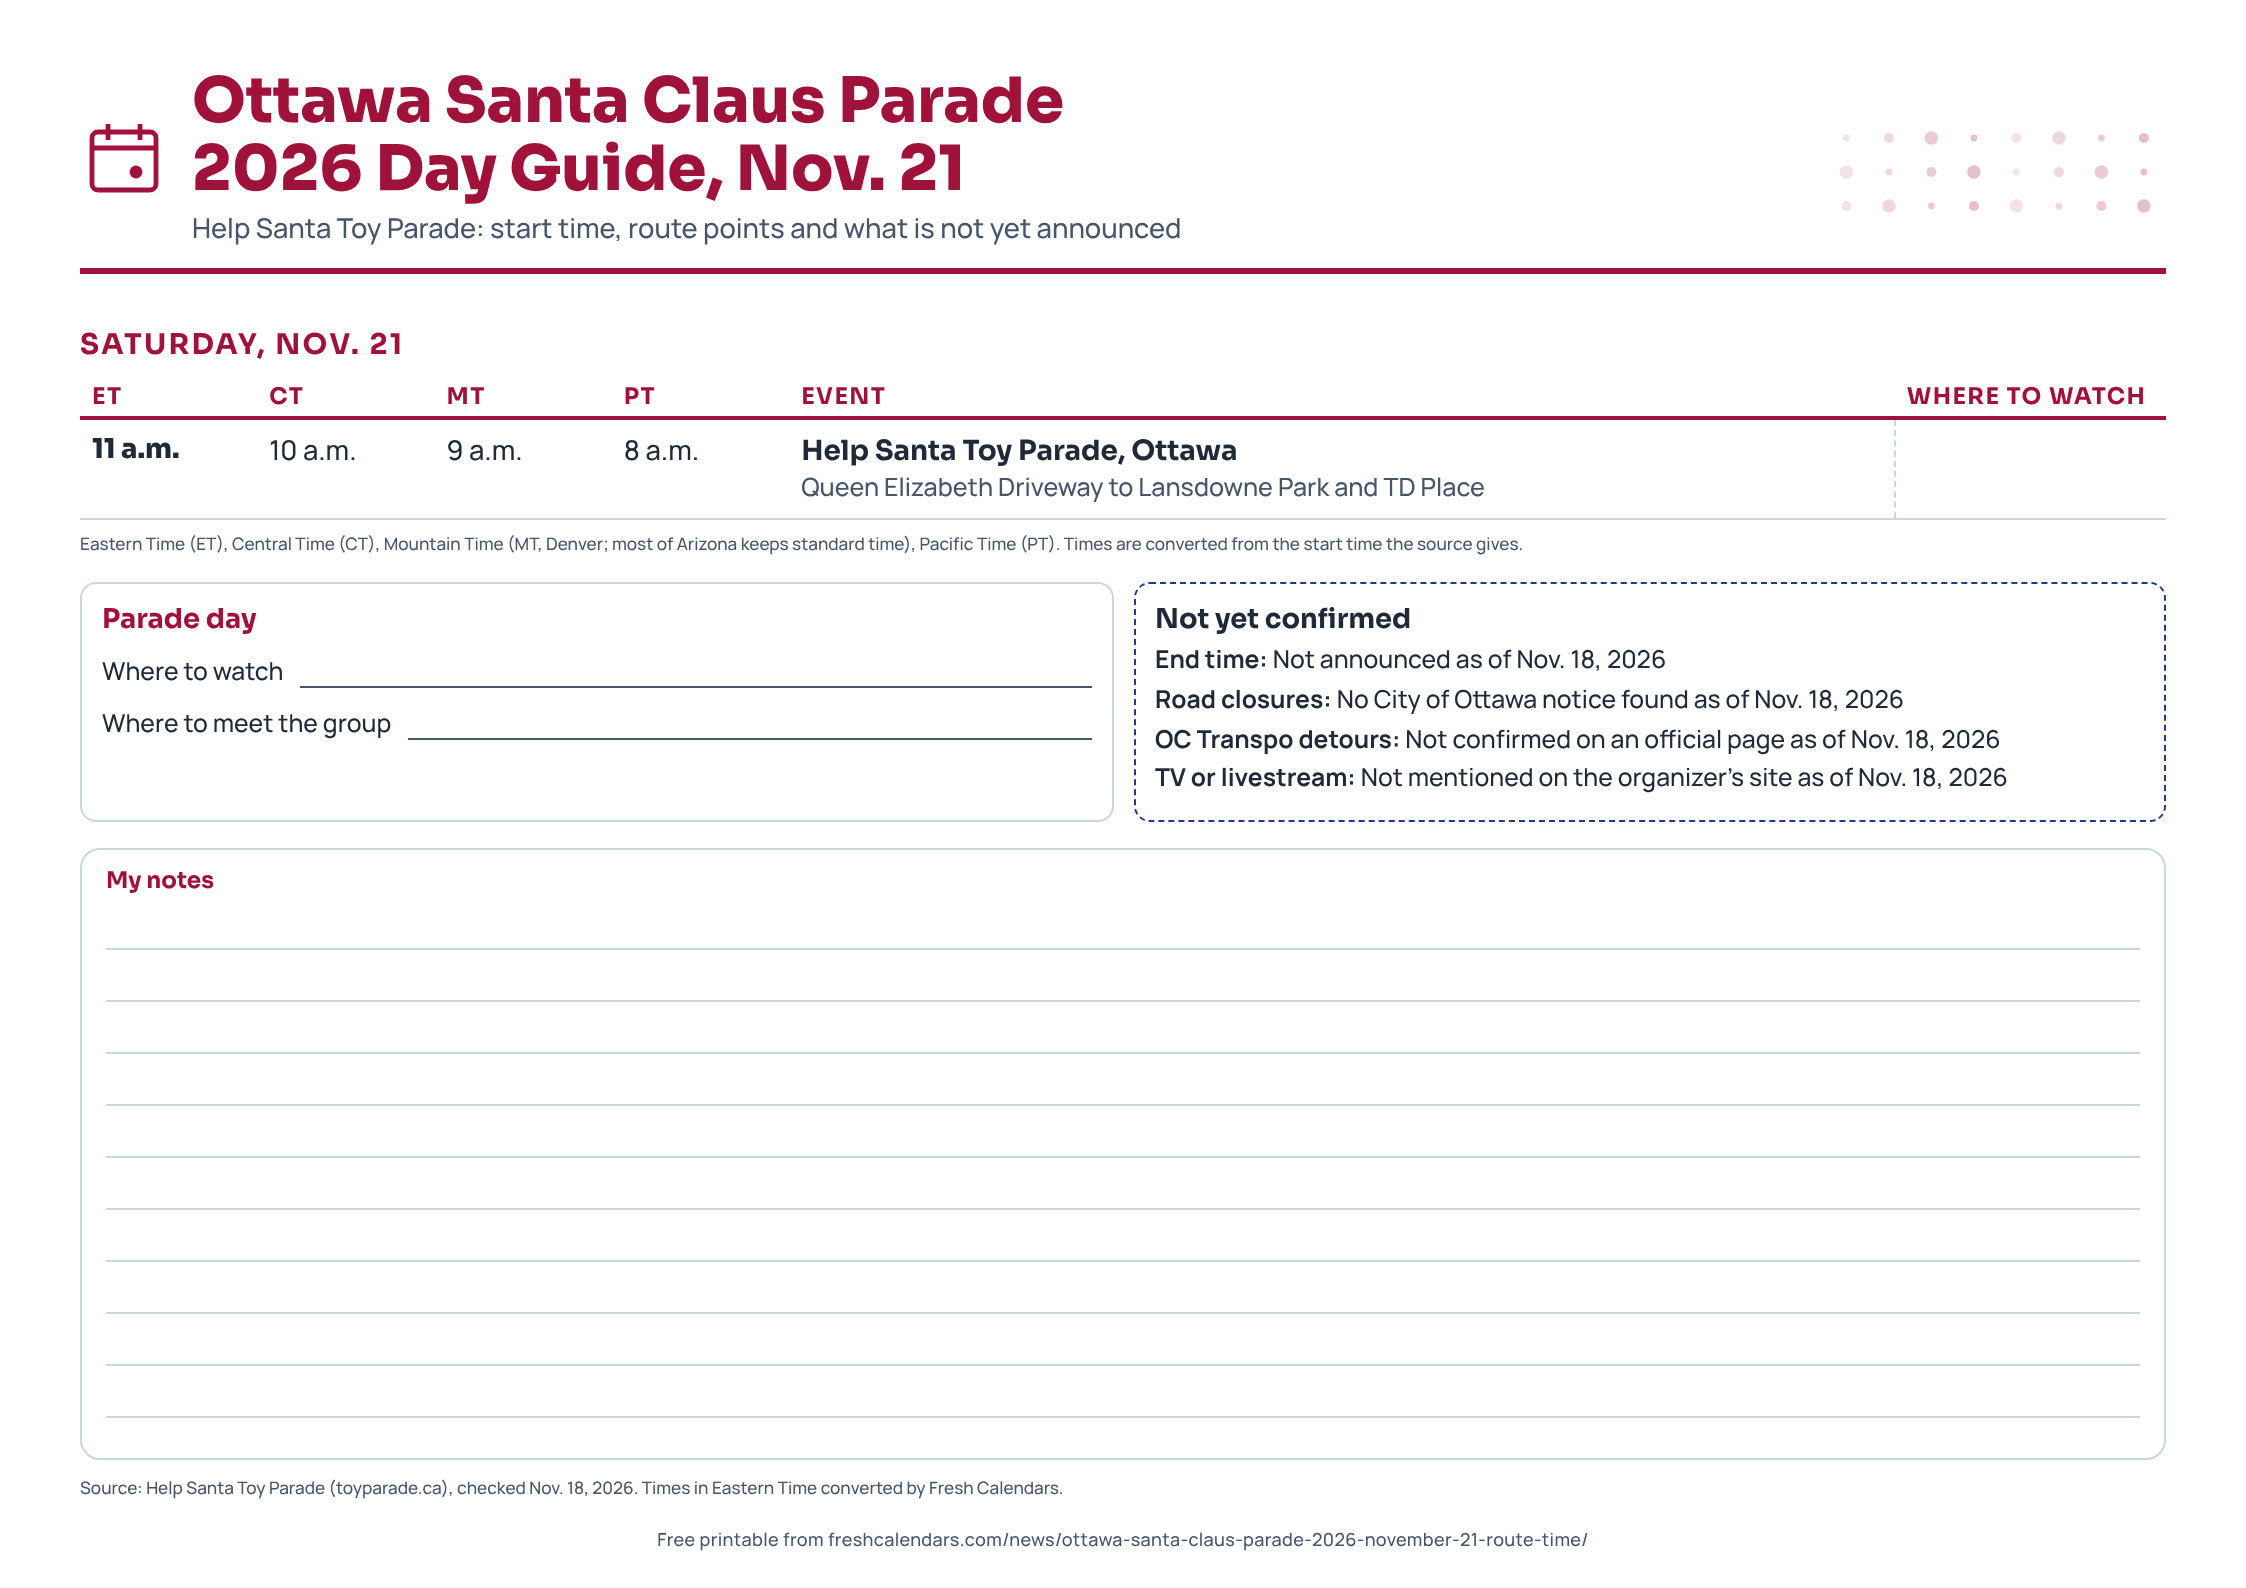 Ottawa Santa Claus Parade
2026 Day Guide, Nov. 21
Help Santa Toy Parade: start time, route points and what is not yet announced
SATURDAY, NOV. 21
ET CT MT PT EVENT WHERE TO WATCH
11 a.m. 10 a.m. 9 a.m. 8 a.m. Help Santa Toy Parade, Ottawa
Queen Elizabeth Driveway to Lansdowne Park and TD Place
Eastern Time (ET), Central Time (CT), Mountain Time (MT, Denver; most of Arizona keeps standard time), Pacific Time (PT). Times are converted from the start time the source gives.
Parade day
Where to watch
Where to meet the group
Not yet confirmed
End time: Not announced as of Nov. 18, 2026
Road closures: No City of Ottawa notice found as of Nov. 18, 2026
OC Transpo detours: Not confirmed on an official page as of Nov. 18, 2026
TV or livestream: Not mentioned on the organizer’s site as of Nov. 18, 2026
My notes
Source: Help Santa Toy Parade (toyparade.ca), checked Nov. 18, 2026. Times in Eastern Time converted by Fresh Calendars.
Free printable from freshcalendars.com/news/ottawa-santa-claus-parade-2026-november-21-route-time/